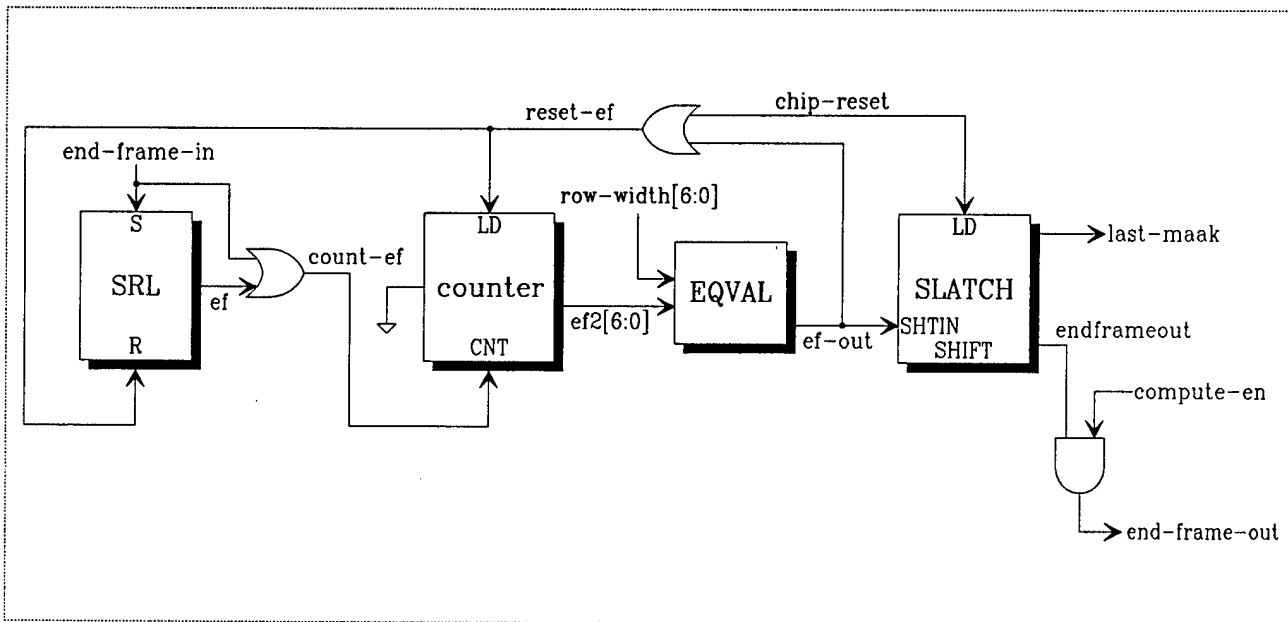 chip-reset
reset-ef
end-frame-in
row-width[6:0]
S
SRL
R
ef
count-ef
LD
counter
CNT
ef2[6:0]
EQVAL
ef-out
LD
SLATCH
SHTIN
SHIFT
last-maak
endframeout
compute-en
end-frame-out